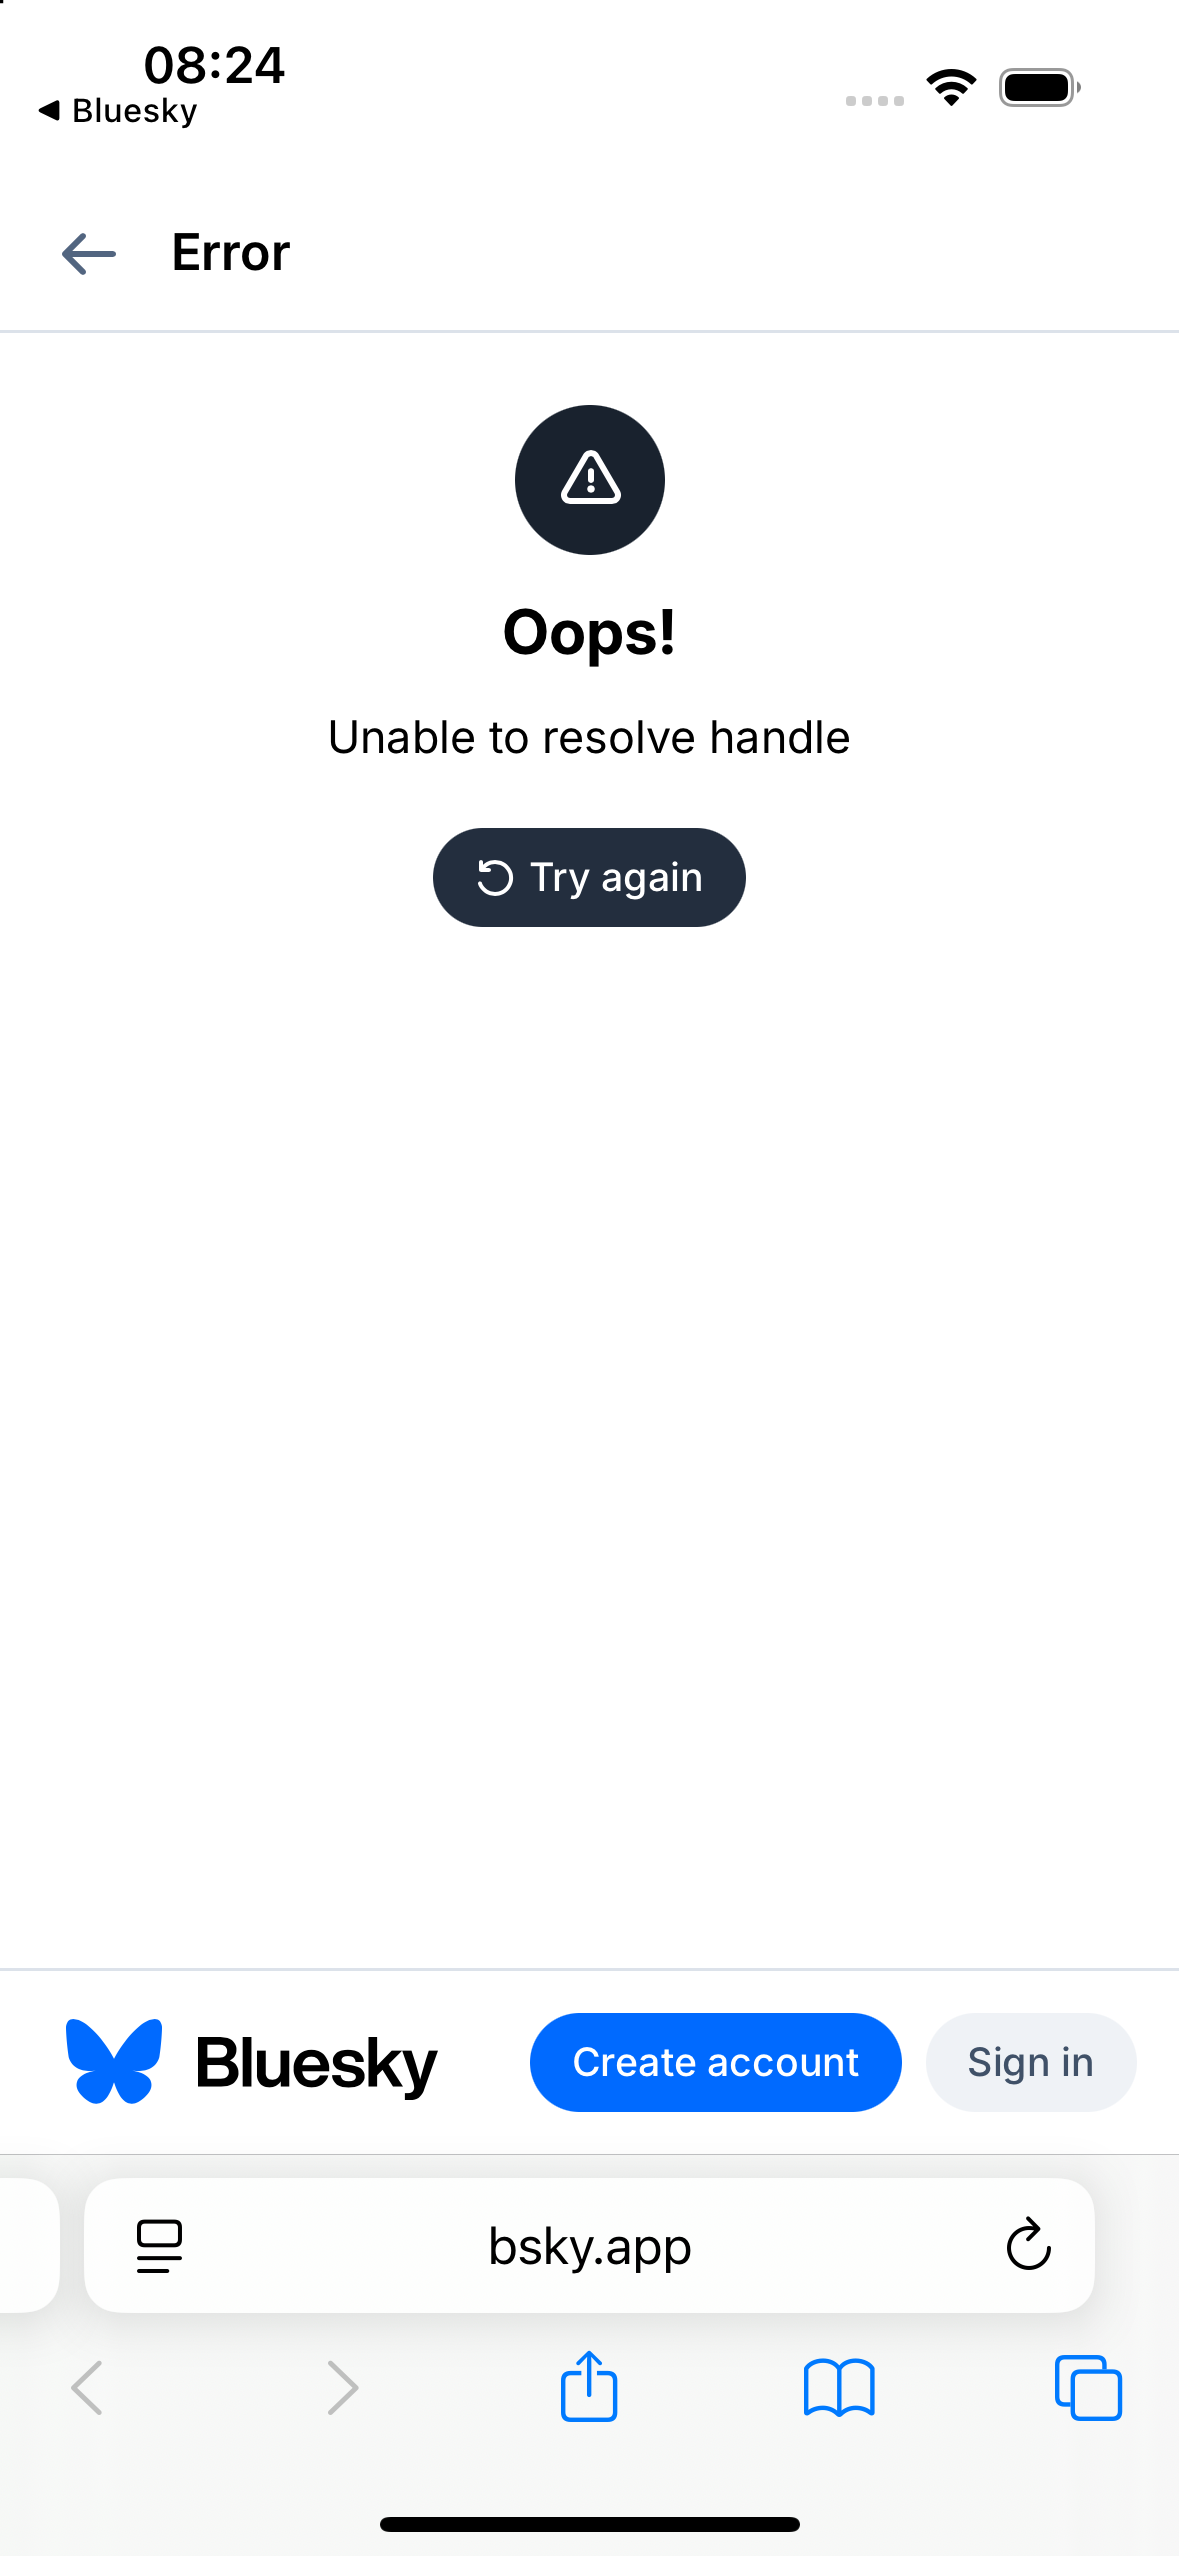 08:24
Bluesky
Error
Oops!
Unable to resolve handle
Try again
Bluesky
Create account
Sign in
bsky.app